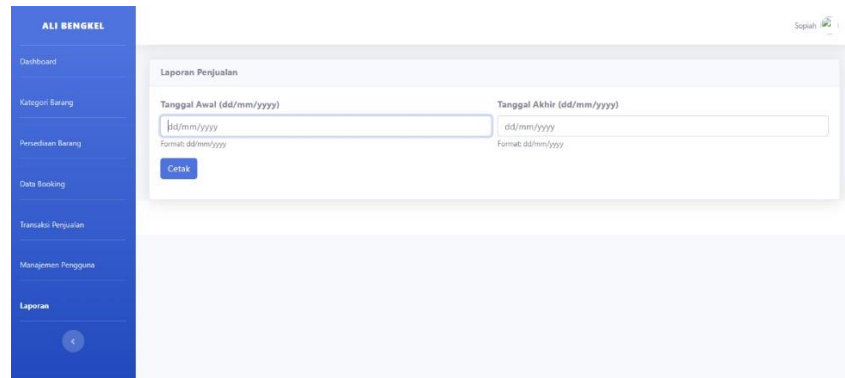 ALI BENGKEL
Sopiah
Dashboard
Kategori Barang
Persediaan Barang
Data Booking
Transaksi Penjualan
Manajemen Pengguna
Laporan
Laporan Penjualan
Tanggal Awal (dd/mm/yyyy)
dd/mm/yyyy
Format: dd/mm/yyyy
Tanggal Akhir (dd/mm/yyyy)
dd/mm/yyyy
Format: dd/mm/yyyy
Cetak